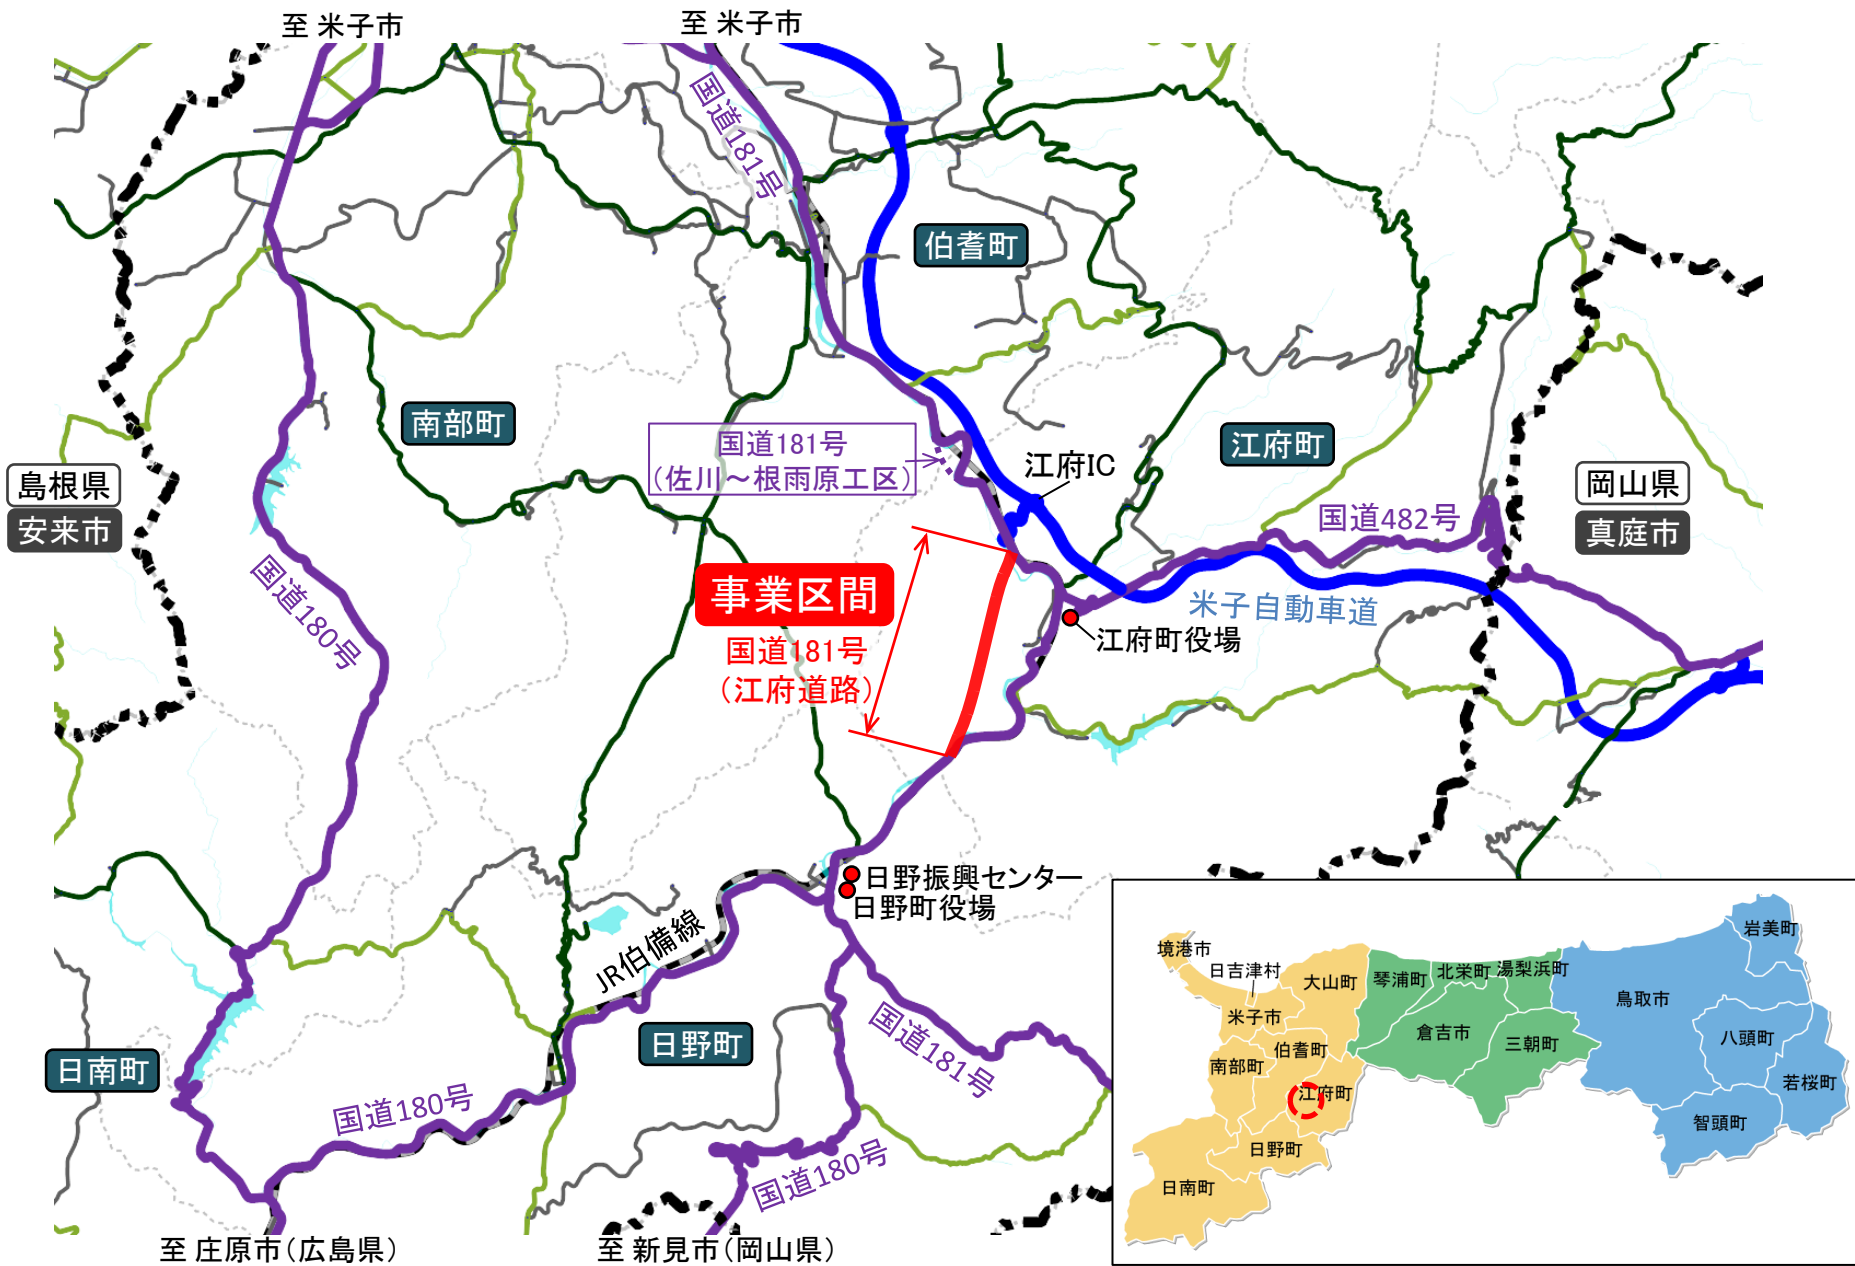 至 米子市
至 米子市
国道181号
伯耆町
南部町
国道181号
（佐川～根雨原工区）
江府IC
江府町
島根県
安来市
岡山県
真庭市
国道482号
国道180号
事業区間
国道181号
（江府道路）
米子自動車道
江府町役場
日野振興センター
日野町役場
JR伯備線
日野町
国道181号
日南町
国道180号
国道180号
至 庄原市（広島県）
至 新見市（岡山県）
境港市
日吉津村
大山町
米子市
伯耆町
南部町
江府町
日野町
日南町
琴浦町
北栄町
湯梨浜町
倉吉市
三朝町
鳥取市
岩美町
八頭町
若桜町
智頭町